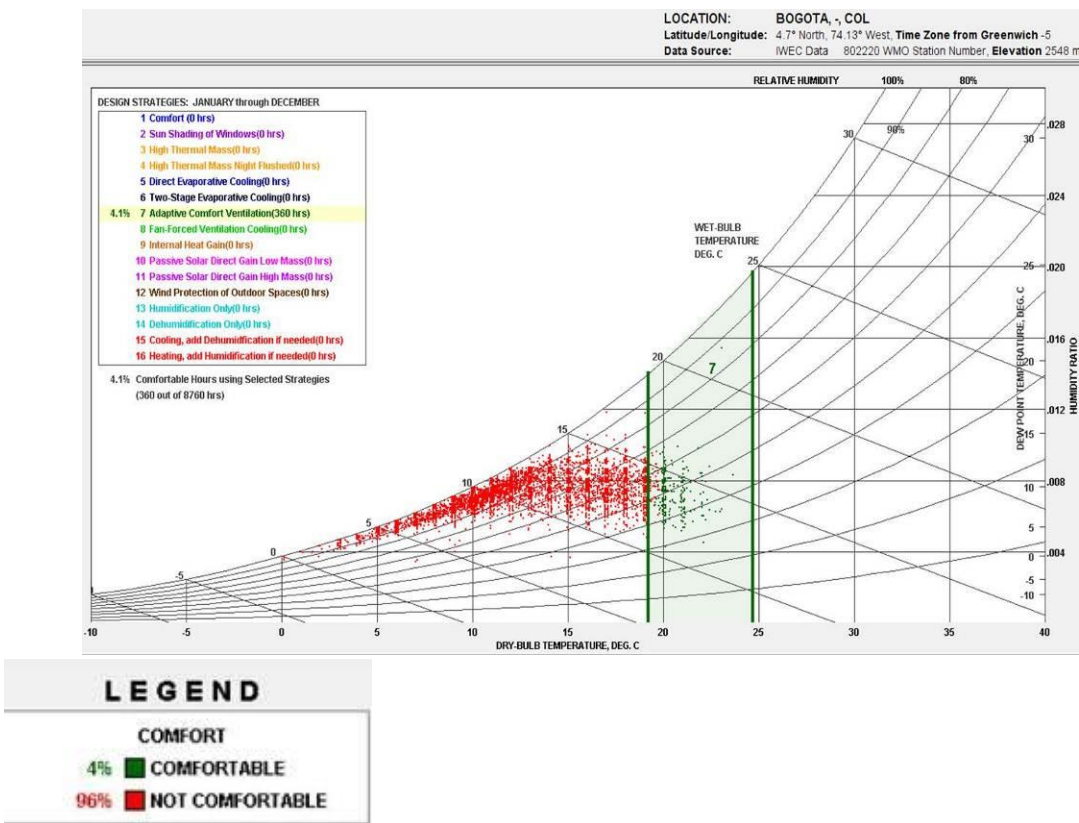 LOCATION: BOGOTA, -, COL
Latitude/Longitude: 4.7° North, 74.13° West, Time Zone from Greenwich -5
Data Source: IWEC Data 802220 WMO Station Number, Elevation 2548 m
RELATIVE HUMIDITY 100% 80%
DESIGN STRATEGIES: JANUARY through DECEMBER
1 Comfort (0 hrs)
2 Sun Shading of Windows(0 hrs)
3 High Thermal Mass(0 hrs)
4 High Thermal Mass Night Flushed(0 hrs)
5 Direct Evaporative Cooling(0 hrs)
6 Two-Stage Evaporative Cooling(0 hrs)
4.1% 7 Adaptive Comfort Ventilation(360 hrs)
8 Fan-Forced Ventilation Cooling(0 hrs)
9 Internal Heat Gain(0 hrs)
10 Passive Solar Direct Gain Low Mass(0 hrs)
11 Passive Solar Direct Gain High Mass(0 hrs)
12 Wind Protection of Outdoor Spaces(0 hrs)
13 Humidification Only(0 hrs)
14 Dehumidification Only(0 hrs)
15 Cooling, add Dehumidification if needed(0 hrs)
16 Heating, add Humidification if needed(0 hrs)
4.1% Comfortable Hours using Selected Strategies
(360 out of 8760 hrs)
90%
WET-BULB
TEMPERATURE
DEG. C
30
25
20
15
10
5
0
-5
7
30
25
20
15
10
5
0
-5
-10
DEW POINT TEMPERATURE, DEG. C
.028
.024
.020
.016
.012
.008
.004
HUMIDITY RATIO
-10 -5 0 5 10 15 20 25 30 35 40
DRY-BULB TEMPERATURE, DEG. C
LEGEND
COMFORT
4% COMFORTABLE
96% NOT COMFORTABLE